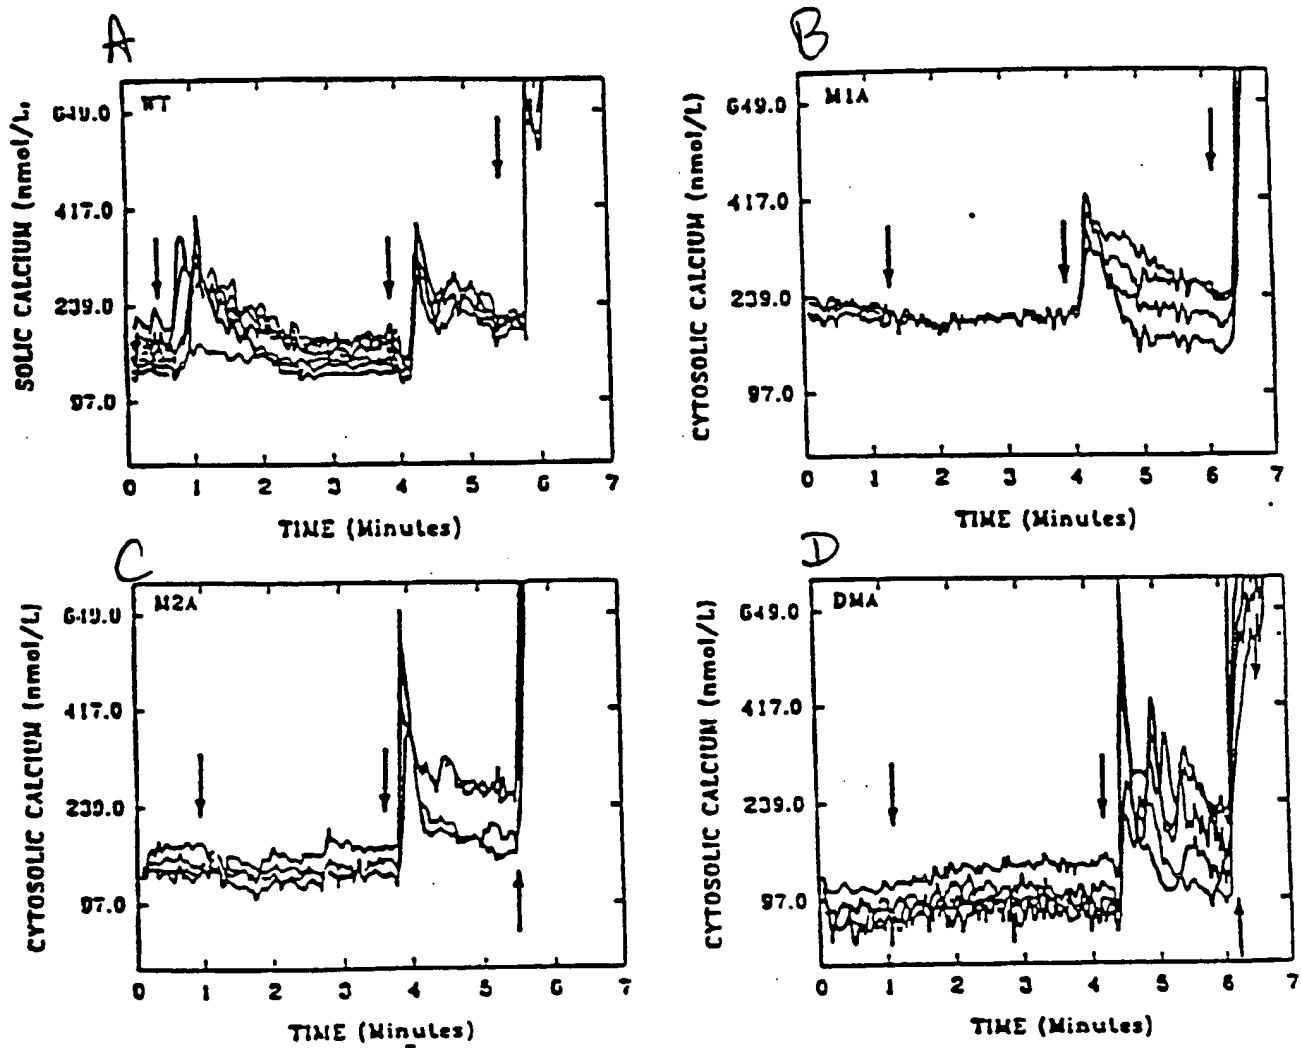 A
B
WT
SOLIC CALCIUM (nmol/L)
649.0
417.0
239.0
97.0
0 1 2 3 4 5 6 7
TIME (Minutes)
M1A
CYTOSOLIC CALCIUM (nmol/L)
649.0
417.0
239.0
97.0
0 1 2 3 4 5 6 7
TIME (Minutes)
C
D
M2A
CYTOSOLIC CALCIUM (nmol/L)
649.0
417.0
239.0
97.0
0 1 2 3 4 5 6 7
TIME (Minutes)
DMA
CYTOSOLIC CALCIUM (nmol/L)
649.0
417.0
239.0
97.0
0 1 2 3 4 5 6 7
TIME (Minutes)